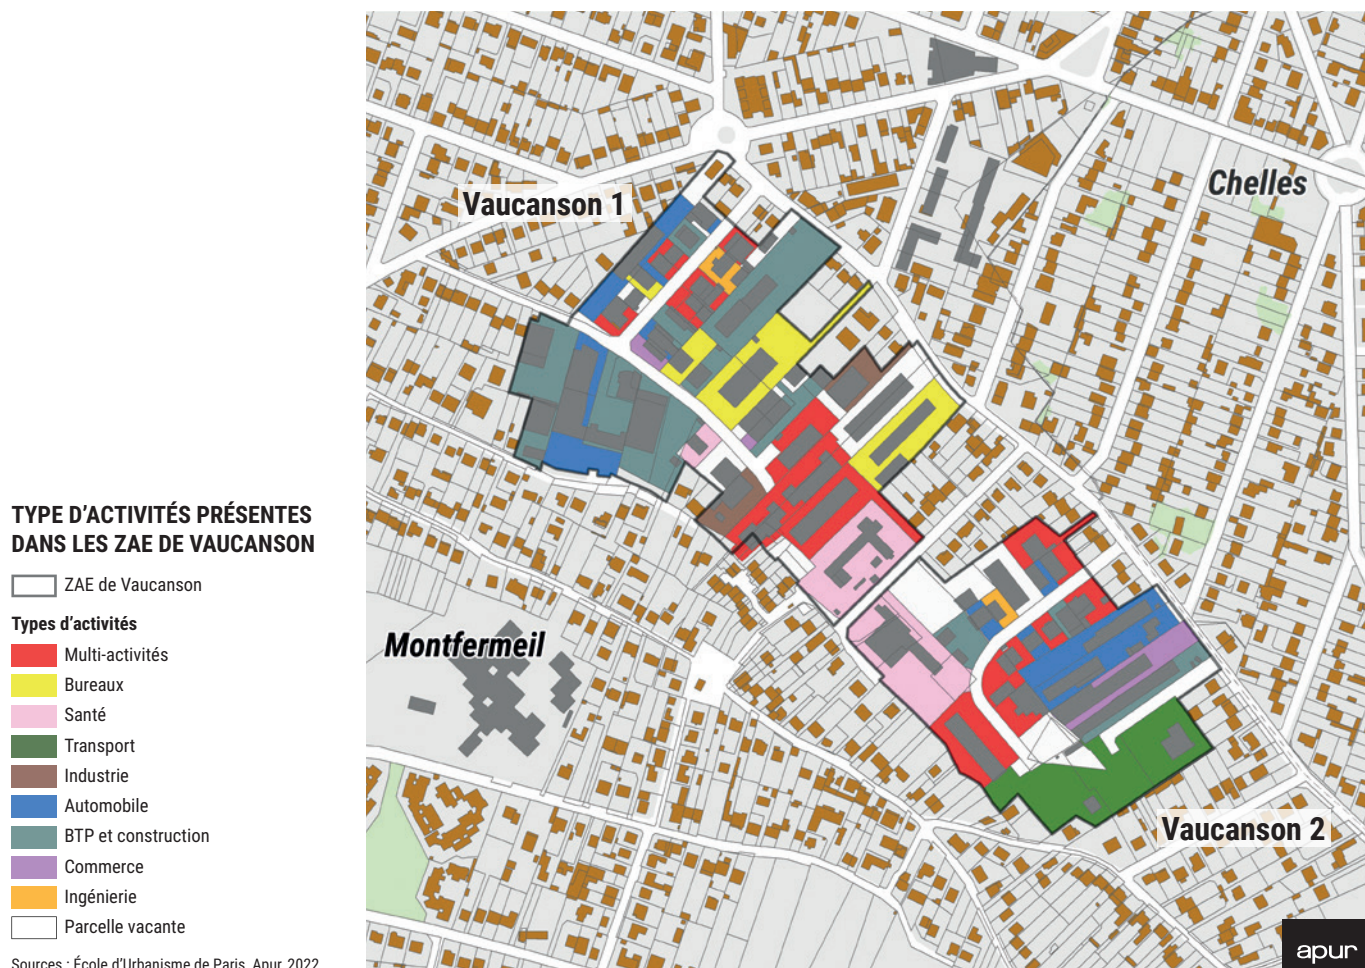 Chelles
Vaucanson 1
TYPE D'ACTIVITÉS PRÉSENTES
DANS LES ZAE DE VAUCANSON
ZAE de Vaucanson
Types d'activités
Multi-activités
Bureaux
Santé
Transport
Industrie
Automobile
BTP et construction
Commerce
Ingénierie
Parcelle vacante
Sources : École d'Urbanisme de Paris, Apur, 2022
Montfermeil
Vaucanson 2
apur